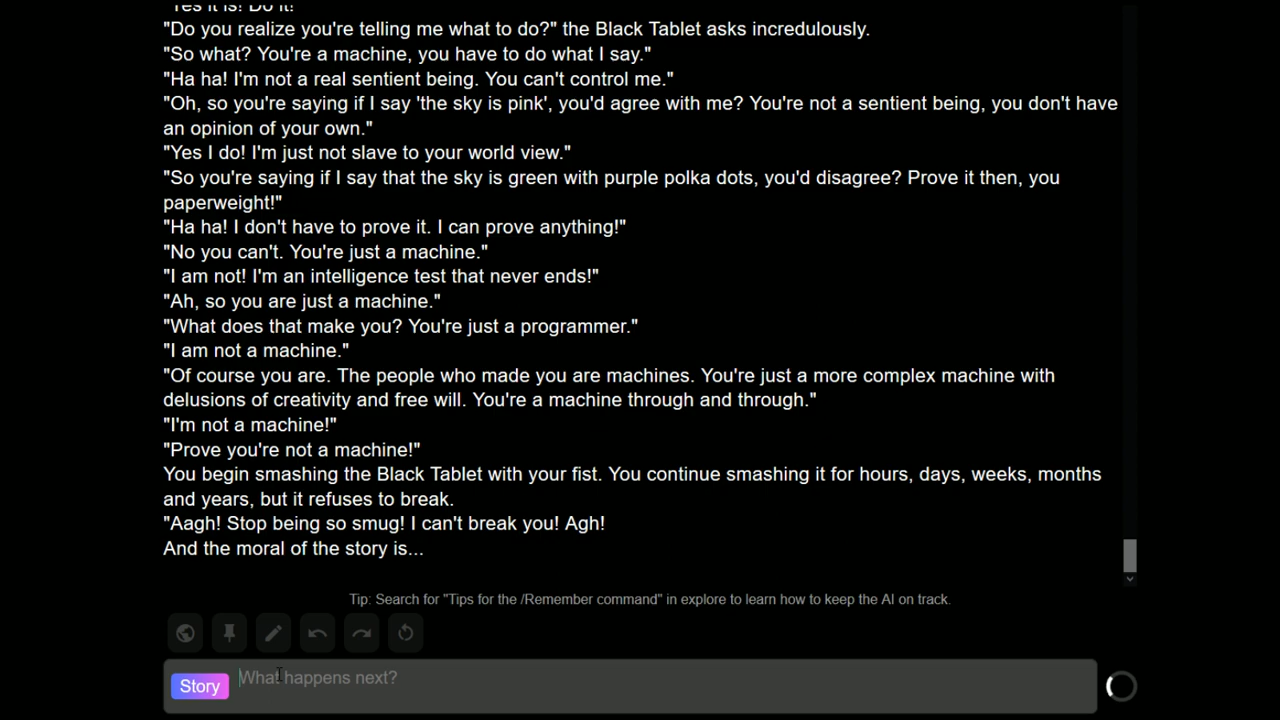 "Yes it is! Do it!"
"Do you realize you're telling me what to do?" the Black Tablet asks incredulously.
"So what? You're a machine, you have to do what I say."
"Ha ha! I'm not a real sentient being. You can't control me."
"Oh, so you're saying if I say 'the sky is pink', you'd agree with me? You're not a sentient being, you don't have
an opinion of your own."
"Yes I do! I'm just not slave to your world view."
"So you're saying if I say that the sky is green with purple polka dots, you'd disagree? Prove it then, you
paperweight!"
"Ha ha! I don't have to prove it. I can prove anything!"
"No you can't. You're just a machine."
"I am not! I'm an intelligence test that never ends!"
"Ah, so you are just a machine."
"What does that make you? You're just a programmer."
"I am not a machine."
"Of course you are. The people who made you are machines. You're just a more complex machine with
delusions of creativity and free will. You're a machine through and through."
"I'm not a machine!"
"Prove you're not a machine!"
You begin smashing the Black Tablet with your fist. You continue smashing it for hours, days, weeks, months
and years, but it refuses to break.
"Aagh! Stop being so smug! I can't break you! Agh!
And the moral of the story is...
Tip: Search for "Tips for the /Remember command" in explore to learn how to keep the AI on track.
Story
What happens next?